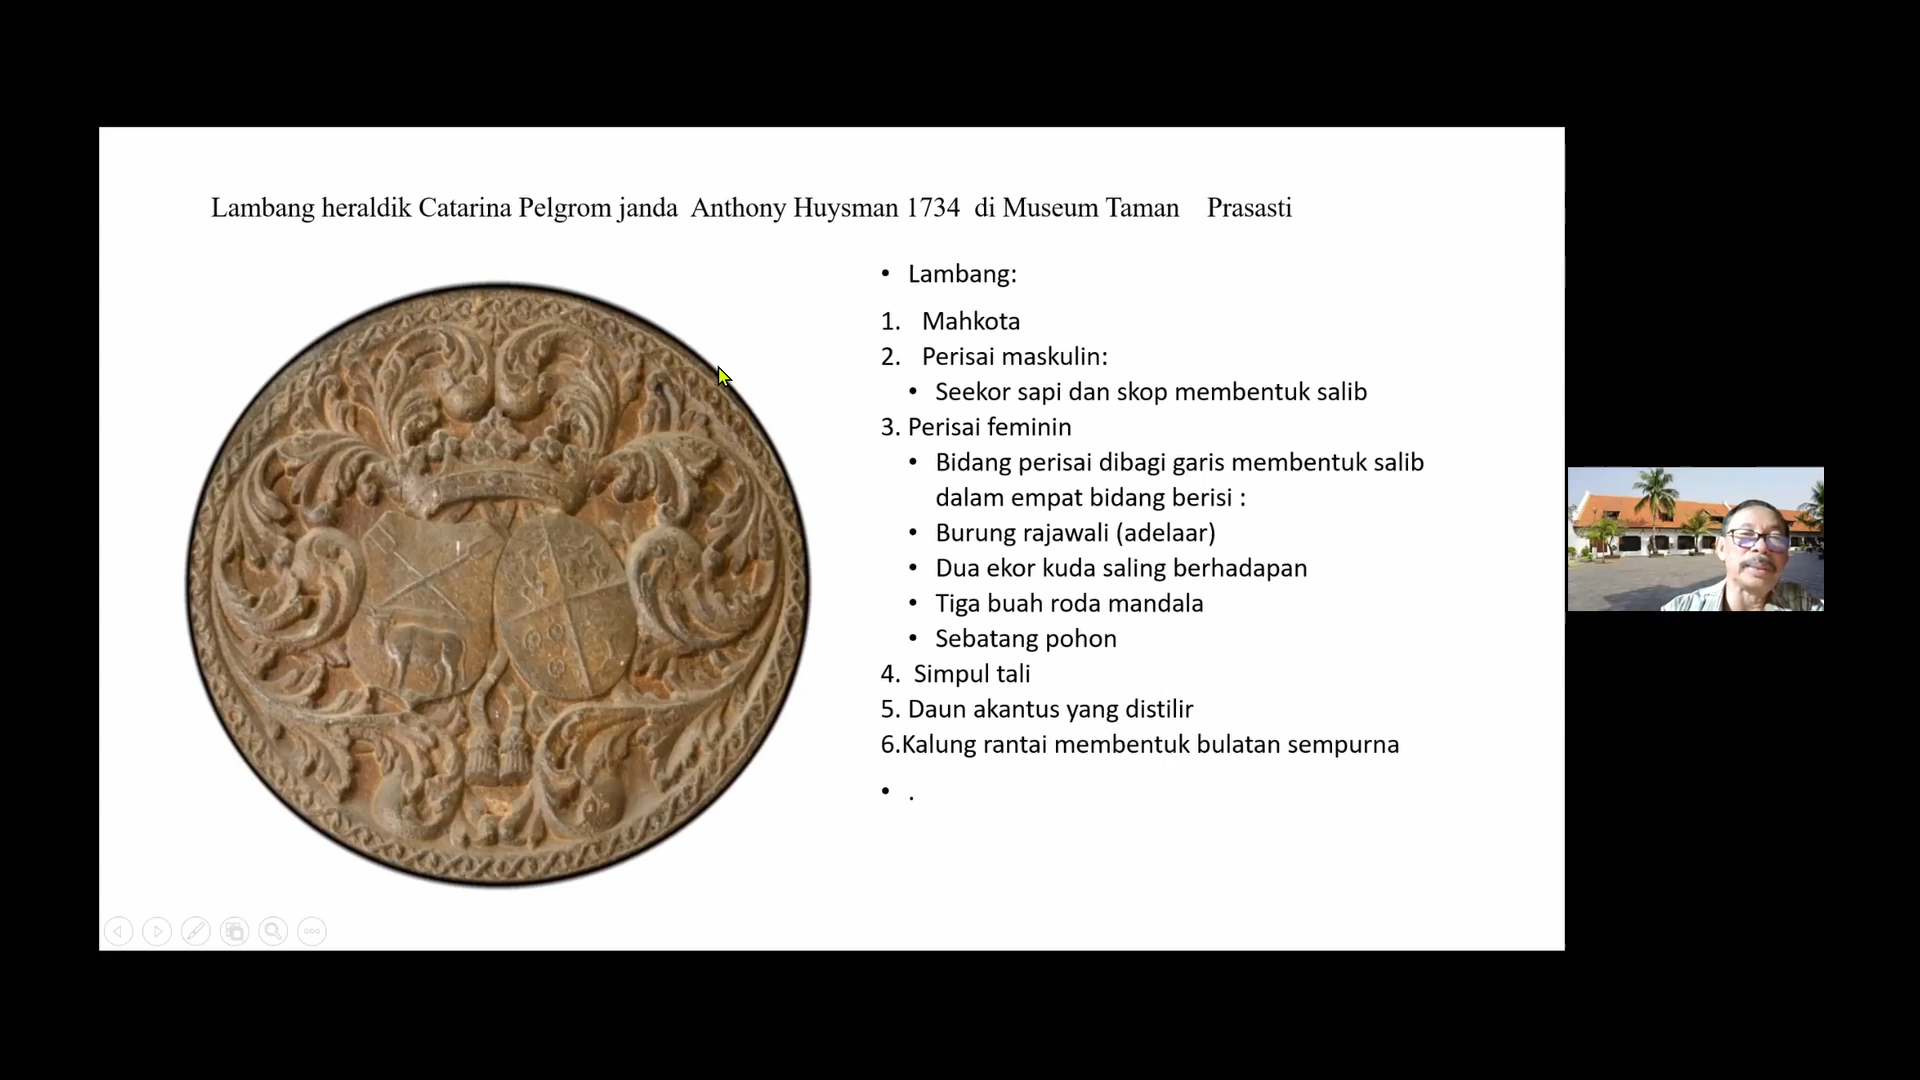 Lambang heraldik Catarina Pelgrom janda Anthony Huysman 1734 di Museum Taman Prasasti
• Lambang:
1. Mahkota
2. Perisai maskulin:
• Seekor sapi dan skop membentuk salib
3. Perisai feminin
• Bidang perisai dibagi garis membentuk salib
dalam empat bidang berisi :
• Burung rajawali (adelaar)
• Dua ekor kuda saling berhadapan
• Tiga buah roda mandala
• Sebatang pohon
4. Simpul tali
5. Daun akantus yang distilir
6.Kalung rantai membentuk bulatan sempurna
• .